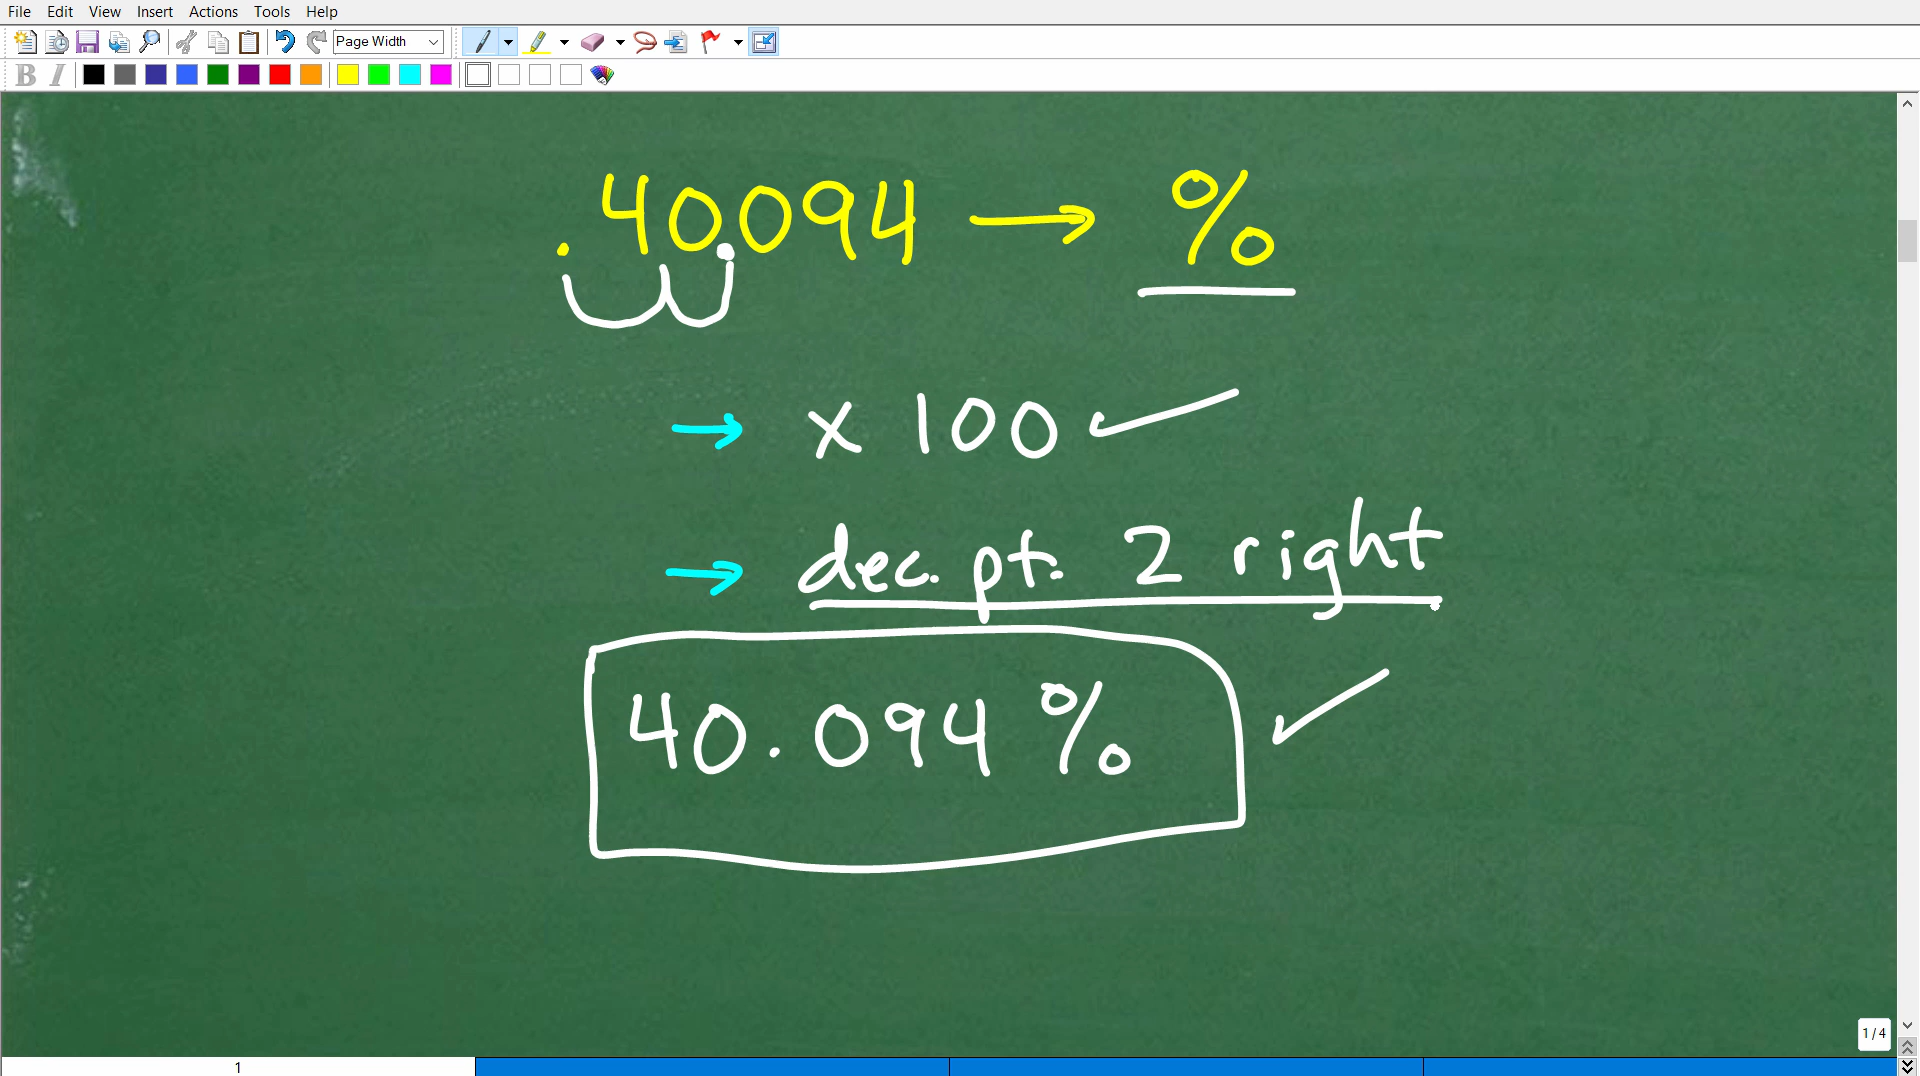 File Edit View Insert Actions Tools Help
Page Width
B I
.40094 → %
→ x 100 ✓
→ dec. pt. 2 right
40.094 % ✓
1 / 4
1